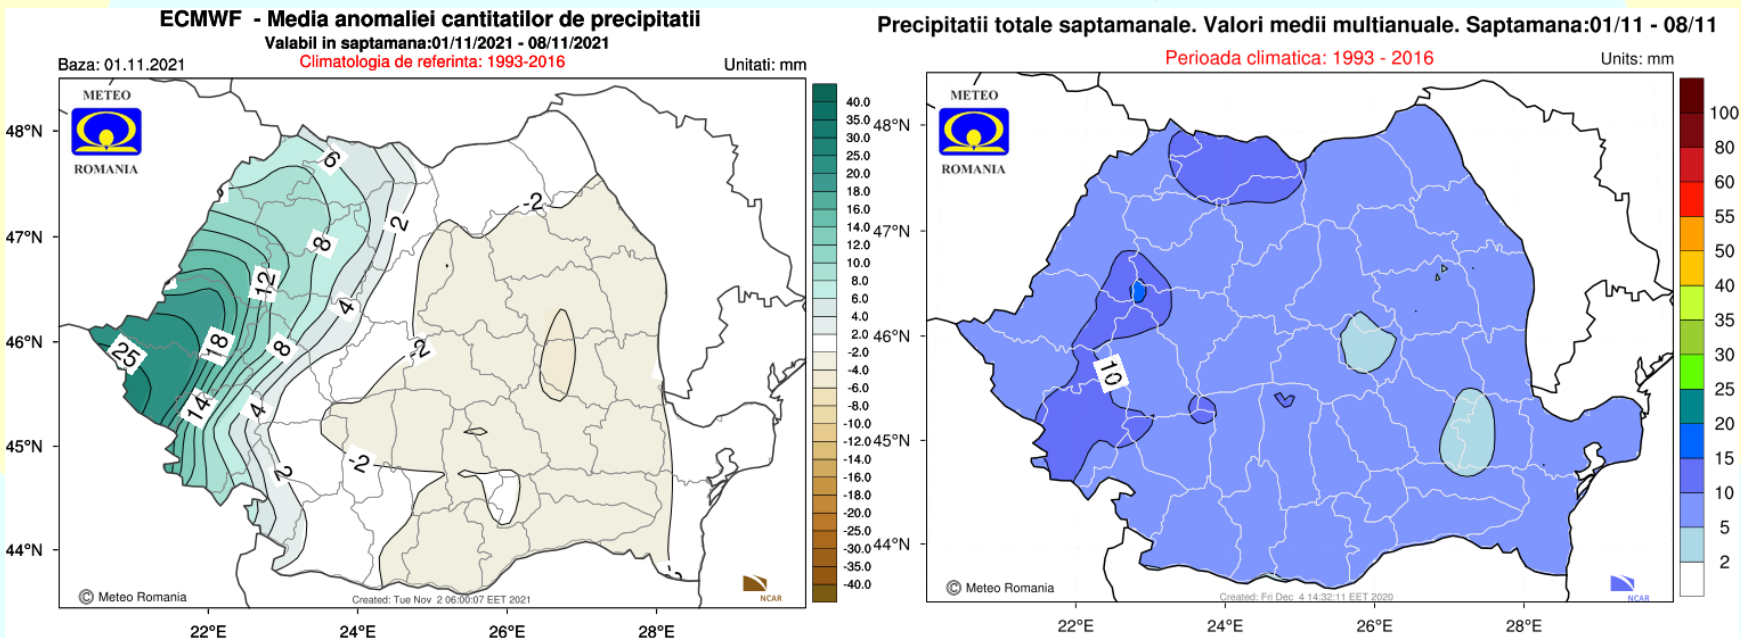 ECMWF - Media anomaliei cantitatilor de precipitatii
Valabil in saptamana:01/11/2021 - 08/11/2021
Baza: 01.11.2021
Climatologia de referinta: 1993-2016
Unitati: mm
METEO
ROMANIA
48°N
47°N
46°N
45°N
44°N
22°E
24°E
26°E
28°E
6
2
-2
8
12
4
18
8
-2
25
14
4
2
-2
© Meteo Romania
Created: Tue Nov 2 06:00:07 EET 2021
NCAR
40.0
35.0
30.0
25.0
20.0
18.0
16.0
14.0
12.0
10.0
8.0
6.0
4.0
2.0
-2.0
-4.0
-6.0
-8.0
-10.0
-12.0
-14.0
-16.0
-18.0
-20.0
-25.0
-30.0
-35.0
-40.0
Precipitatii totale saptamanale. Valori medii multianuale. Saptamana:01/11 - 08/11
Perioada climatica: 1993 - 2016
Units: mm
METEO
ROMANIA
48°N
47°N
46°N
45°N
44°N
22°E
24°E
26°E
28°E
10
© Meteo Romania
Created: Fri Dec 4 14:32:11 EET 2020
NCAR
100
80
60
55
50
40
35
30
25
20
15
10
5
2